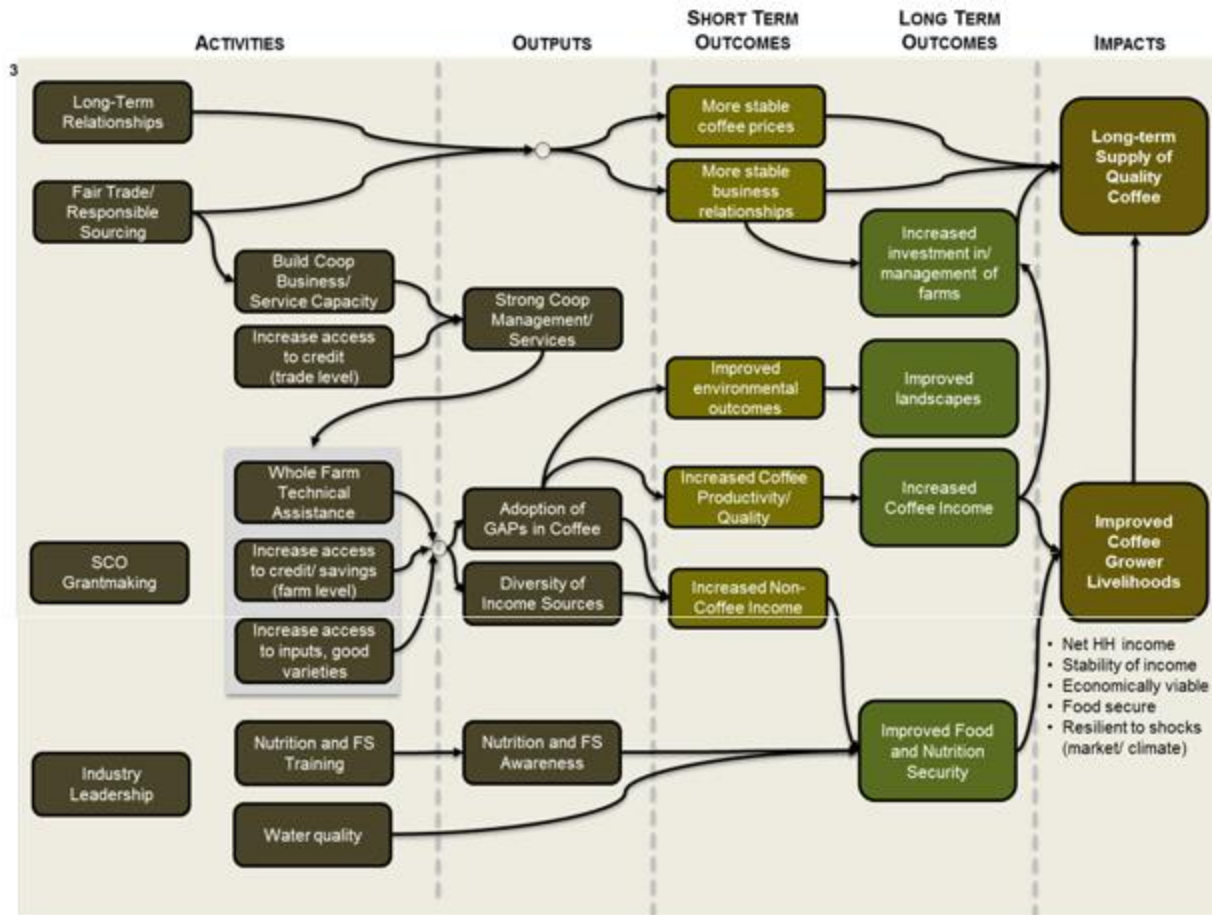 ACTIVITIES
OUTPUTS
SHORT TERM
OUTCOMES
LONG TERM
OUTCOMES
IMPACTS
3
Long-Term
Relationships
Fair Trade/
Responsible
Sourcing
Build Coop
Business/
Service Capacity
Increase access
to credit
(trade level)
Strong Coop
Management/
Services
More stable
coffee prices
More stable
business
relationships
Increased
investment in/
management of
farms
Long-term
Supply of
Quality
Coffee
Improved
environmental
outcomes
Improved
landscapes
SCO
Grantmaking
Whole Farm
Technical
Assistance
Increase access
to credit/ savings
(farm level)
Increase access
to inputs, good
varieties
Adoption of
GAPs in Coffee
Diversity of
Income Sources
Increased Coffee
Productivity/
Quality
Increased Non-
Coffee Income
Increased
Coffee Income
Improved
Coffee
Grower
Livelihoods
• Net HH income
• Stability of income
• Economically viable
• Food secure
• Resilient to shocks
(market/ climate)
Industry
Leadership
Nutrition and FS
Training
Water quality
Nutrition and FS
Awareness
Improved Food
and Nutrition
Security